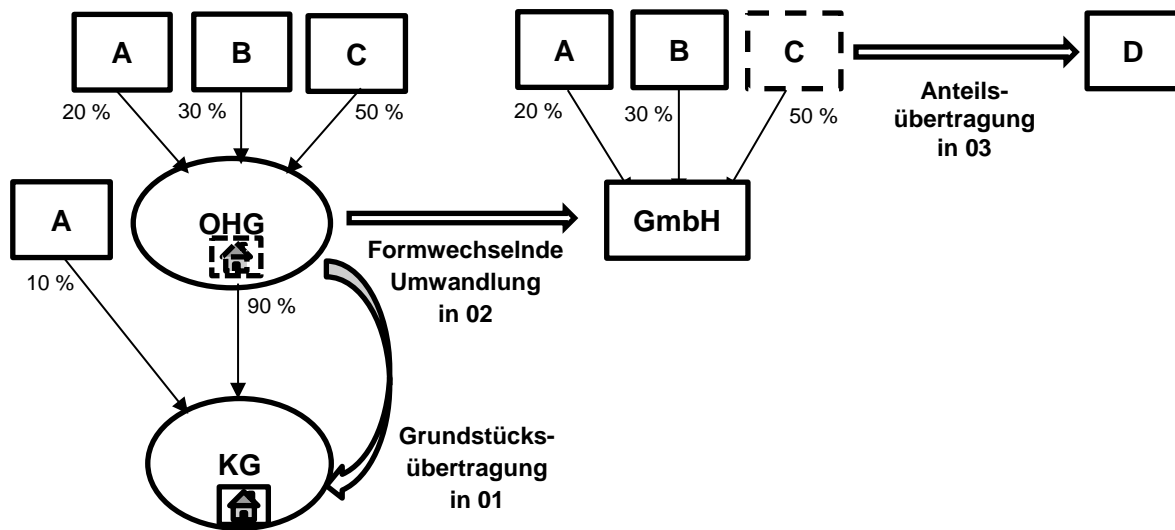 A
B
C
20 %
30 %
50 %
A
10 %
OHG
90 %
KG
Formwechselnde
Umwandlung
in 02
Grundstücks-
übertragung
in 01
A
B
C
20 %
30 %
50 %
GmbH
Anteils-
übertragung
in 03
D